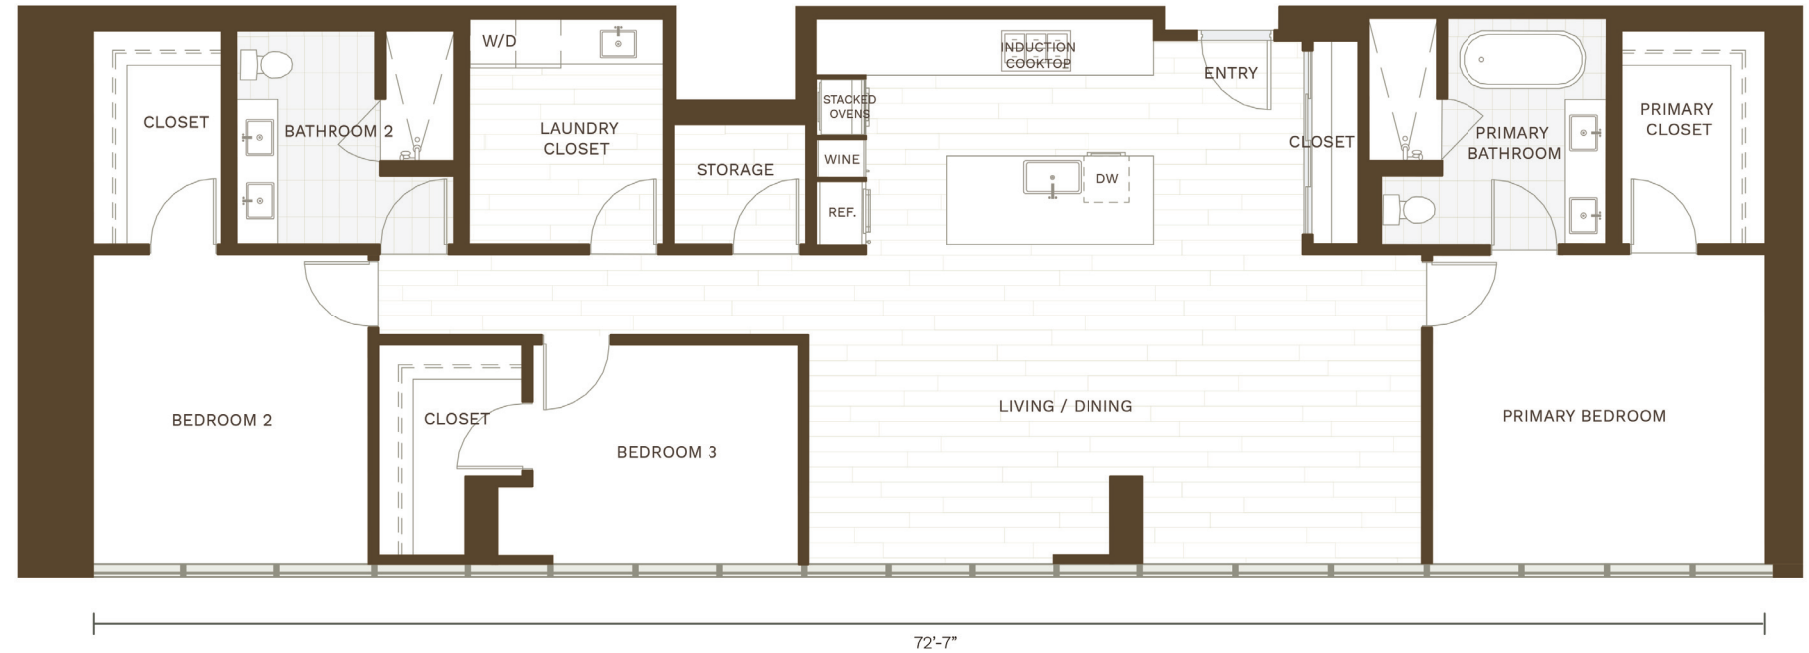 W/D
INDUCTION
COOKTOP
ENTRY
STACKED
OVENS
CLOSET
BATHROOM 2
LAUNDRY
CLOSET
STORAGE
WINE
REF.
DW
CLOSET
PRIMARY
BATHROOM
PRIMARY
CLOSET
BEDROOM 2
CLOSET
BEDROOM 3
LIVING / DINING
PRIMARY BEDROOM
72'-7"